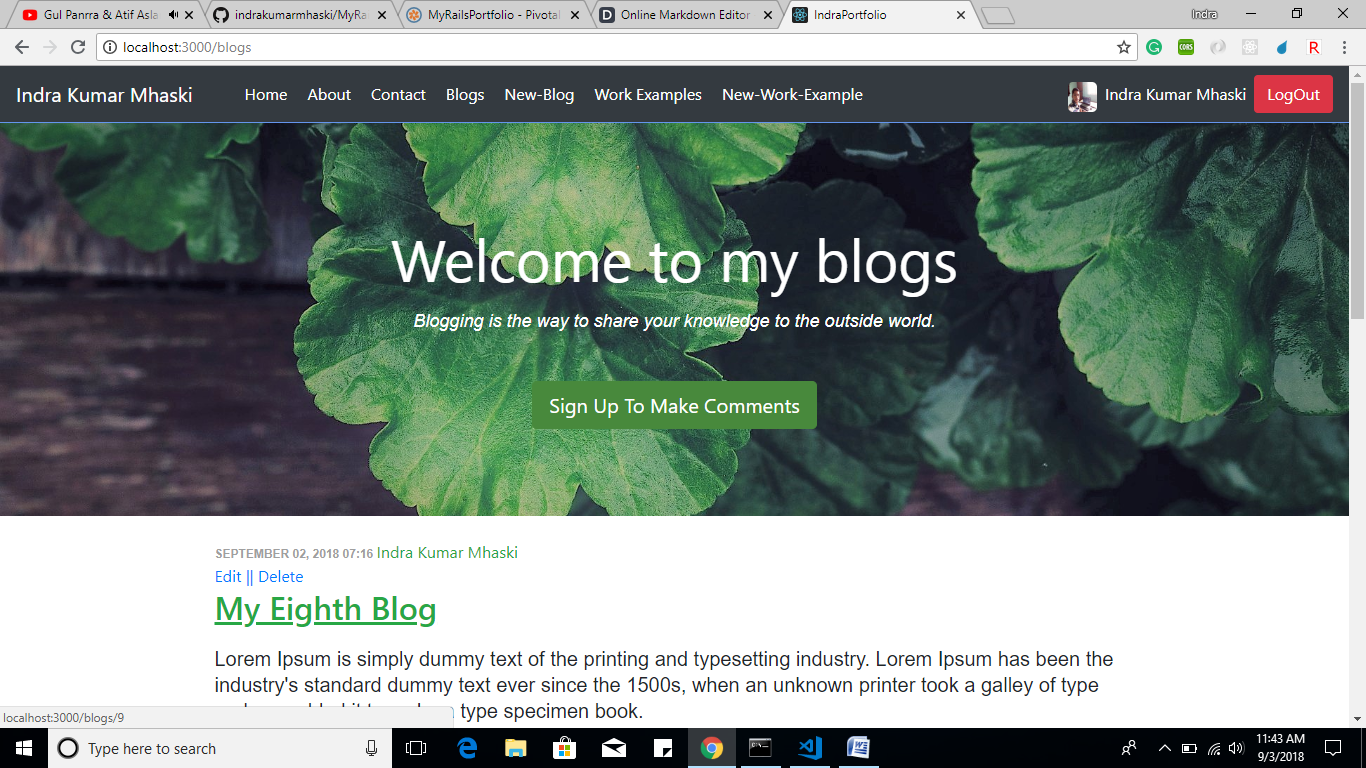 Gul Panrra & Atif Asla
indrakumarmhaski/MyRa
MyRailsPortfolio - Pivotal
Online Markdown Editor
IndraPortfolio
Indra
localhost:3000/blogs
CORS
R
Indra Kumar Mhaski Home About Contact Blogs New-Blog Work Examples New-Work-Example Indra Kumar Mhaski LogOut
Welcome to my blogs
Blogging is the way to share your knowledge to the outside world.
Sign Up To Make Comments
SEPTEMBER 02, 2018 07:16 Indra Kumar Mhaski
Edit || Delete
My Eighth Blog
Lorem Ipsum is simply dummy text of the printing and typesetting industry. Lorem Ipsum has been the
industry's standard dummy text ever since the 1500s, when an unknown printer took a galley of type
type specimen book.
localhost:3000/blogs/9
Type here to search
11:43 AM
9/3/2018